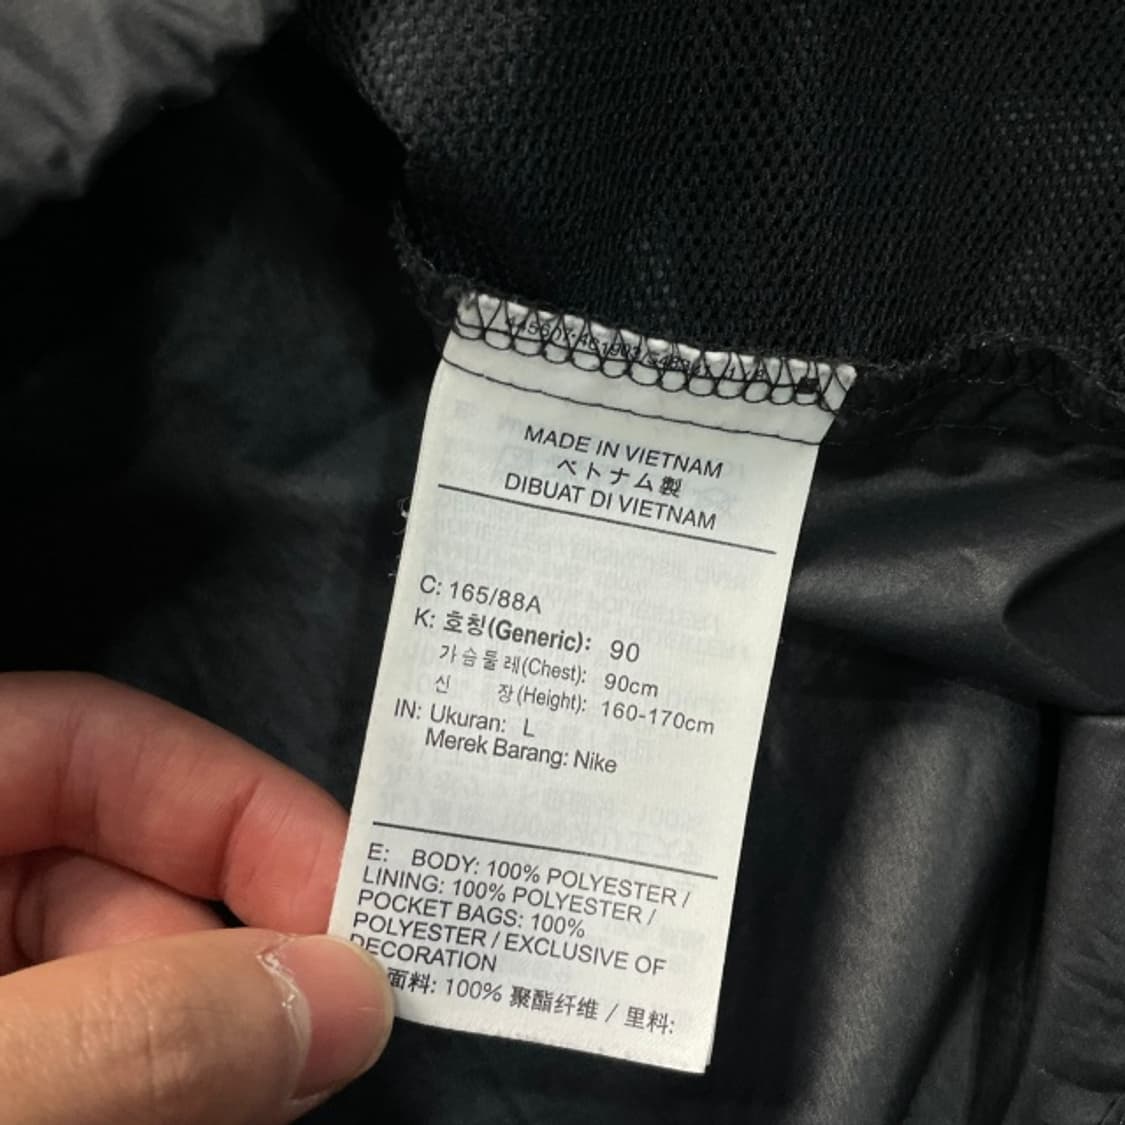 MADE IN VIETNAM
ベトナム製
DIBUAT DI VIETNAM
C: 165/88A
K: 호칭(Generic): 90
가슴둘레(Chest): 90cm
신 장(Height): 160-170cm
IN: Ukuran: L
Merek Barang: Nike
E: BODY: 100% POLYESTER /
LINING: 100% POLYESTER /
POCKET BAGS: 100%
POLYESTER / EXCLUSIVE OF
DECORATION
面料: 100% 聚酯纤维 / 里料: